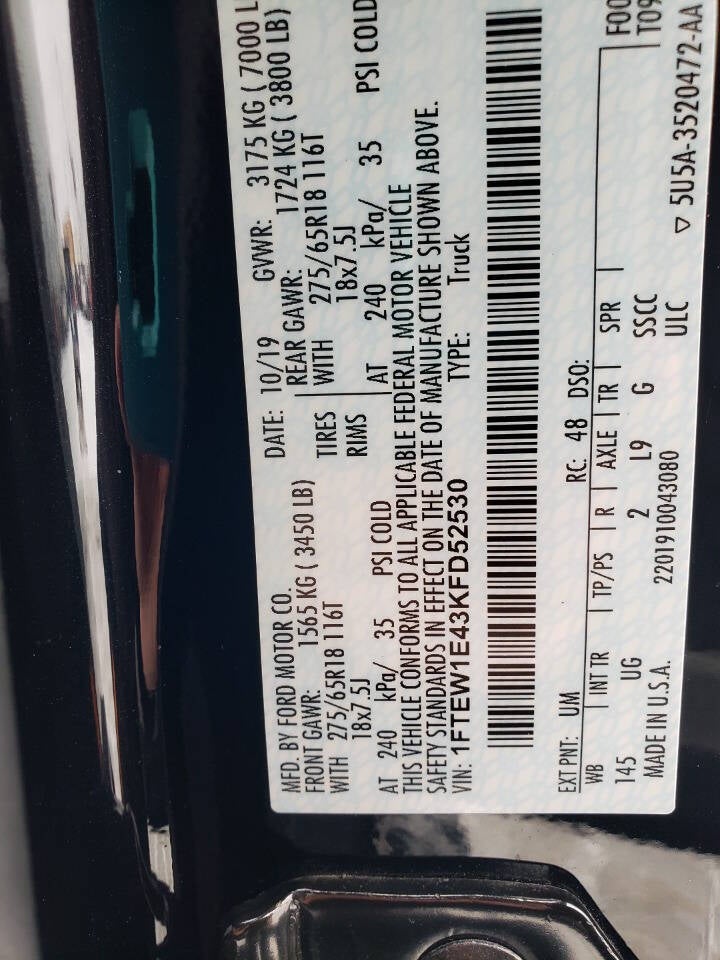 MFD. BY FORD MOTOR CO. DATE: 10/19 GVWR: 3175 KG ( 7000 L
FRONT GAWR: 1565 KG ( 3450 LB) REAR GAWR: 1724 KG ( 3800 LB)
WITH 275/65R18 116T TIRES WITH 275/65R18 116T
18x7.5J RIMS 18x7.5J
AT 240 kPa/ 35 PSI COLD AT 240 kPa/ 35 PSI COLD
THIS VEHICLE CONFORMS TO ALL APPLICABLE FEDERAL MOTOR VEHICLE
SAFETY STANDARDS IN EFFECT ON THE DATE OF MANUFACTURE SHOWN ABOVE.
VIN: 1FTEW1E43KFD52530 TYPE: Truck
EXT PNT: UM RC: 48 DSO:
WB INT TR TP/PS R AXLE TR SPR
145 UG 2 L9 G SSCC
MADE IN U.S.A. 2201910043080 ULC
F00
T09
▽ 5U5A-3520472-AA